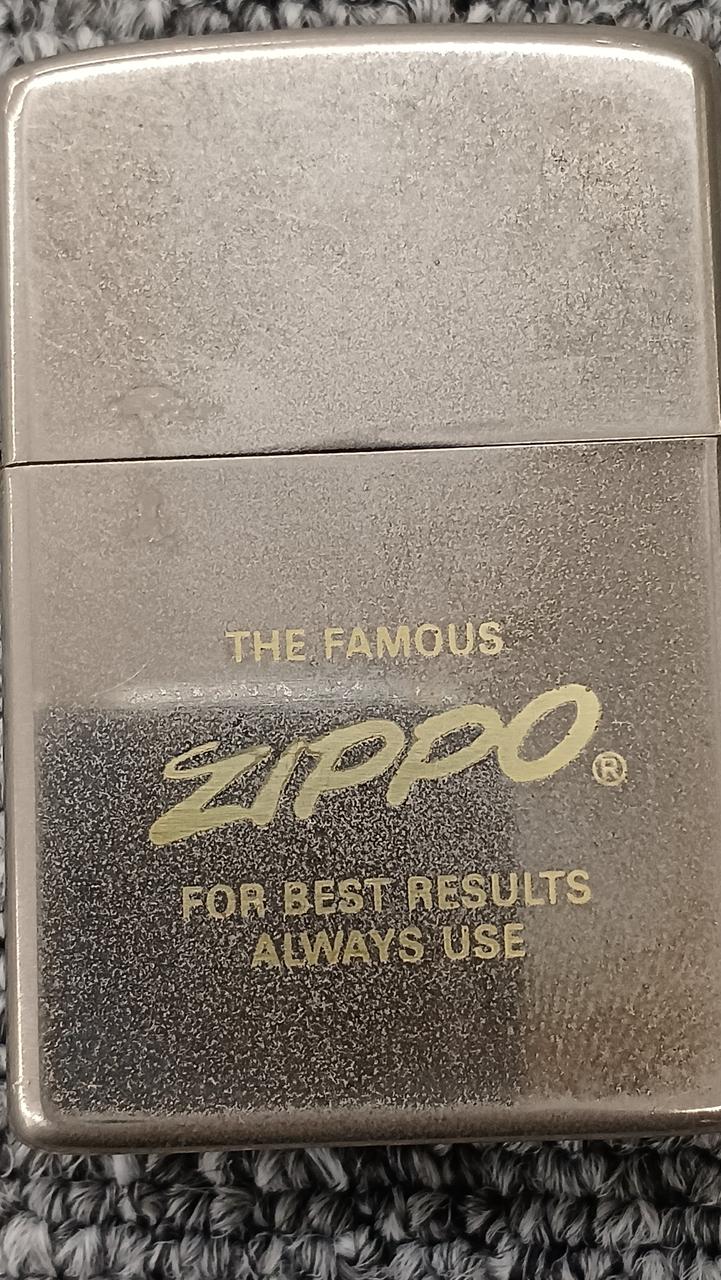 THE FAMOUS
ZIPPO®
FOR BEST RESULTS
ALWAYS USE